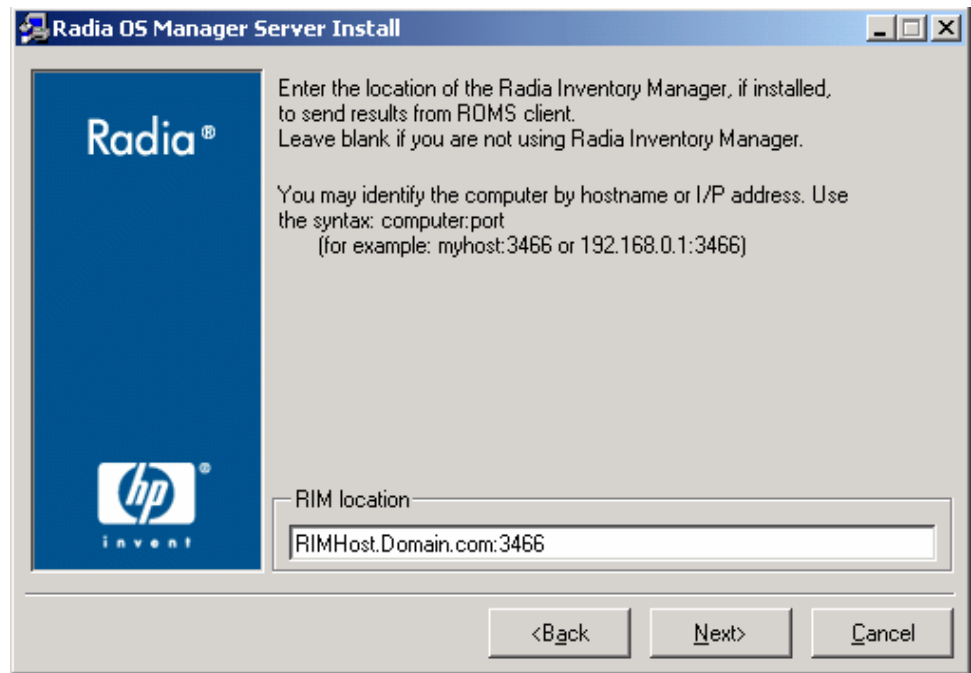 Radia OS Manager Server Install
Radia®
Enter the location of the Radia Inventory Manager, if installed,
to send results from ROMS client.
Leave blank if you are not using Radia Inventory Manager.
You may identify the computer by hostname or I/P address. Use
the syntax: computer:port
(for example: myhost:3466 or 192.168.0.1:3466)
hp®
invent
RIM location
RIMHost.Domain.com:3466
<Back
Next>
Cancel